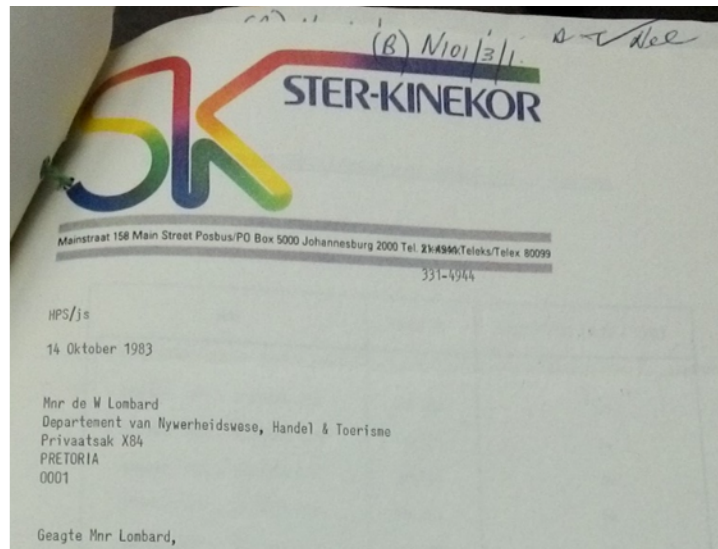 (B) N101/3/1.
SK
STER-KINEKOR
Mainstraat 158 Main Street Posbus/PO Box 5000 Johannesburg 2000 Tel. Teleks/Telex 80099
331-4944
HPS/js
14 Oktober 1983
Mnr de W Lombard
Departement van Nywerheidswese, Handel & Toerisme
Privaatsak X84
PRETORIA
0001
Geagte Mnr Lombard,